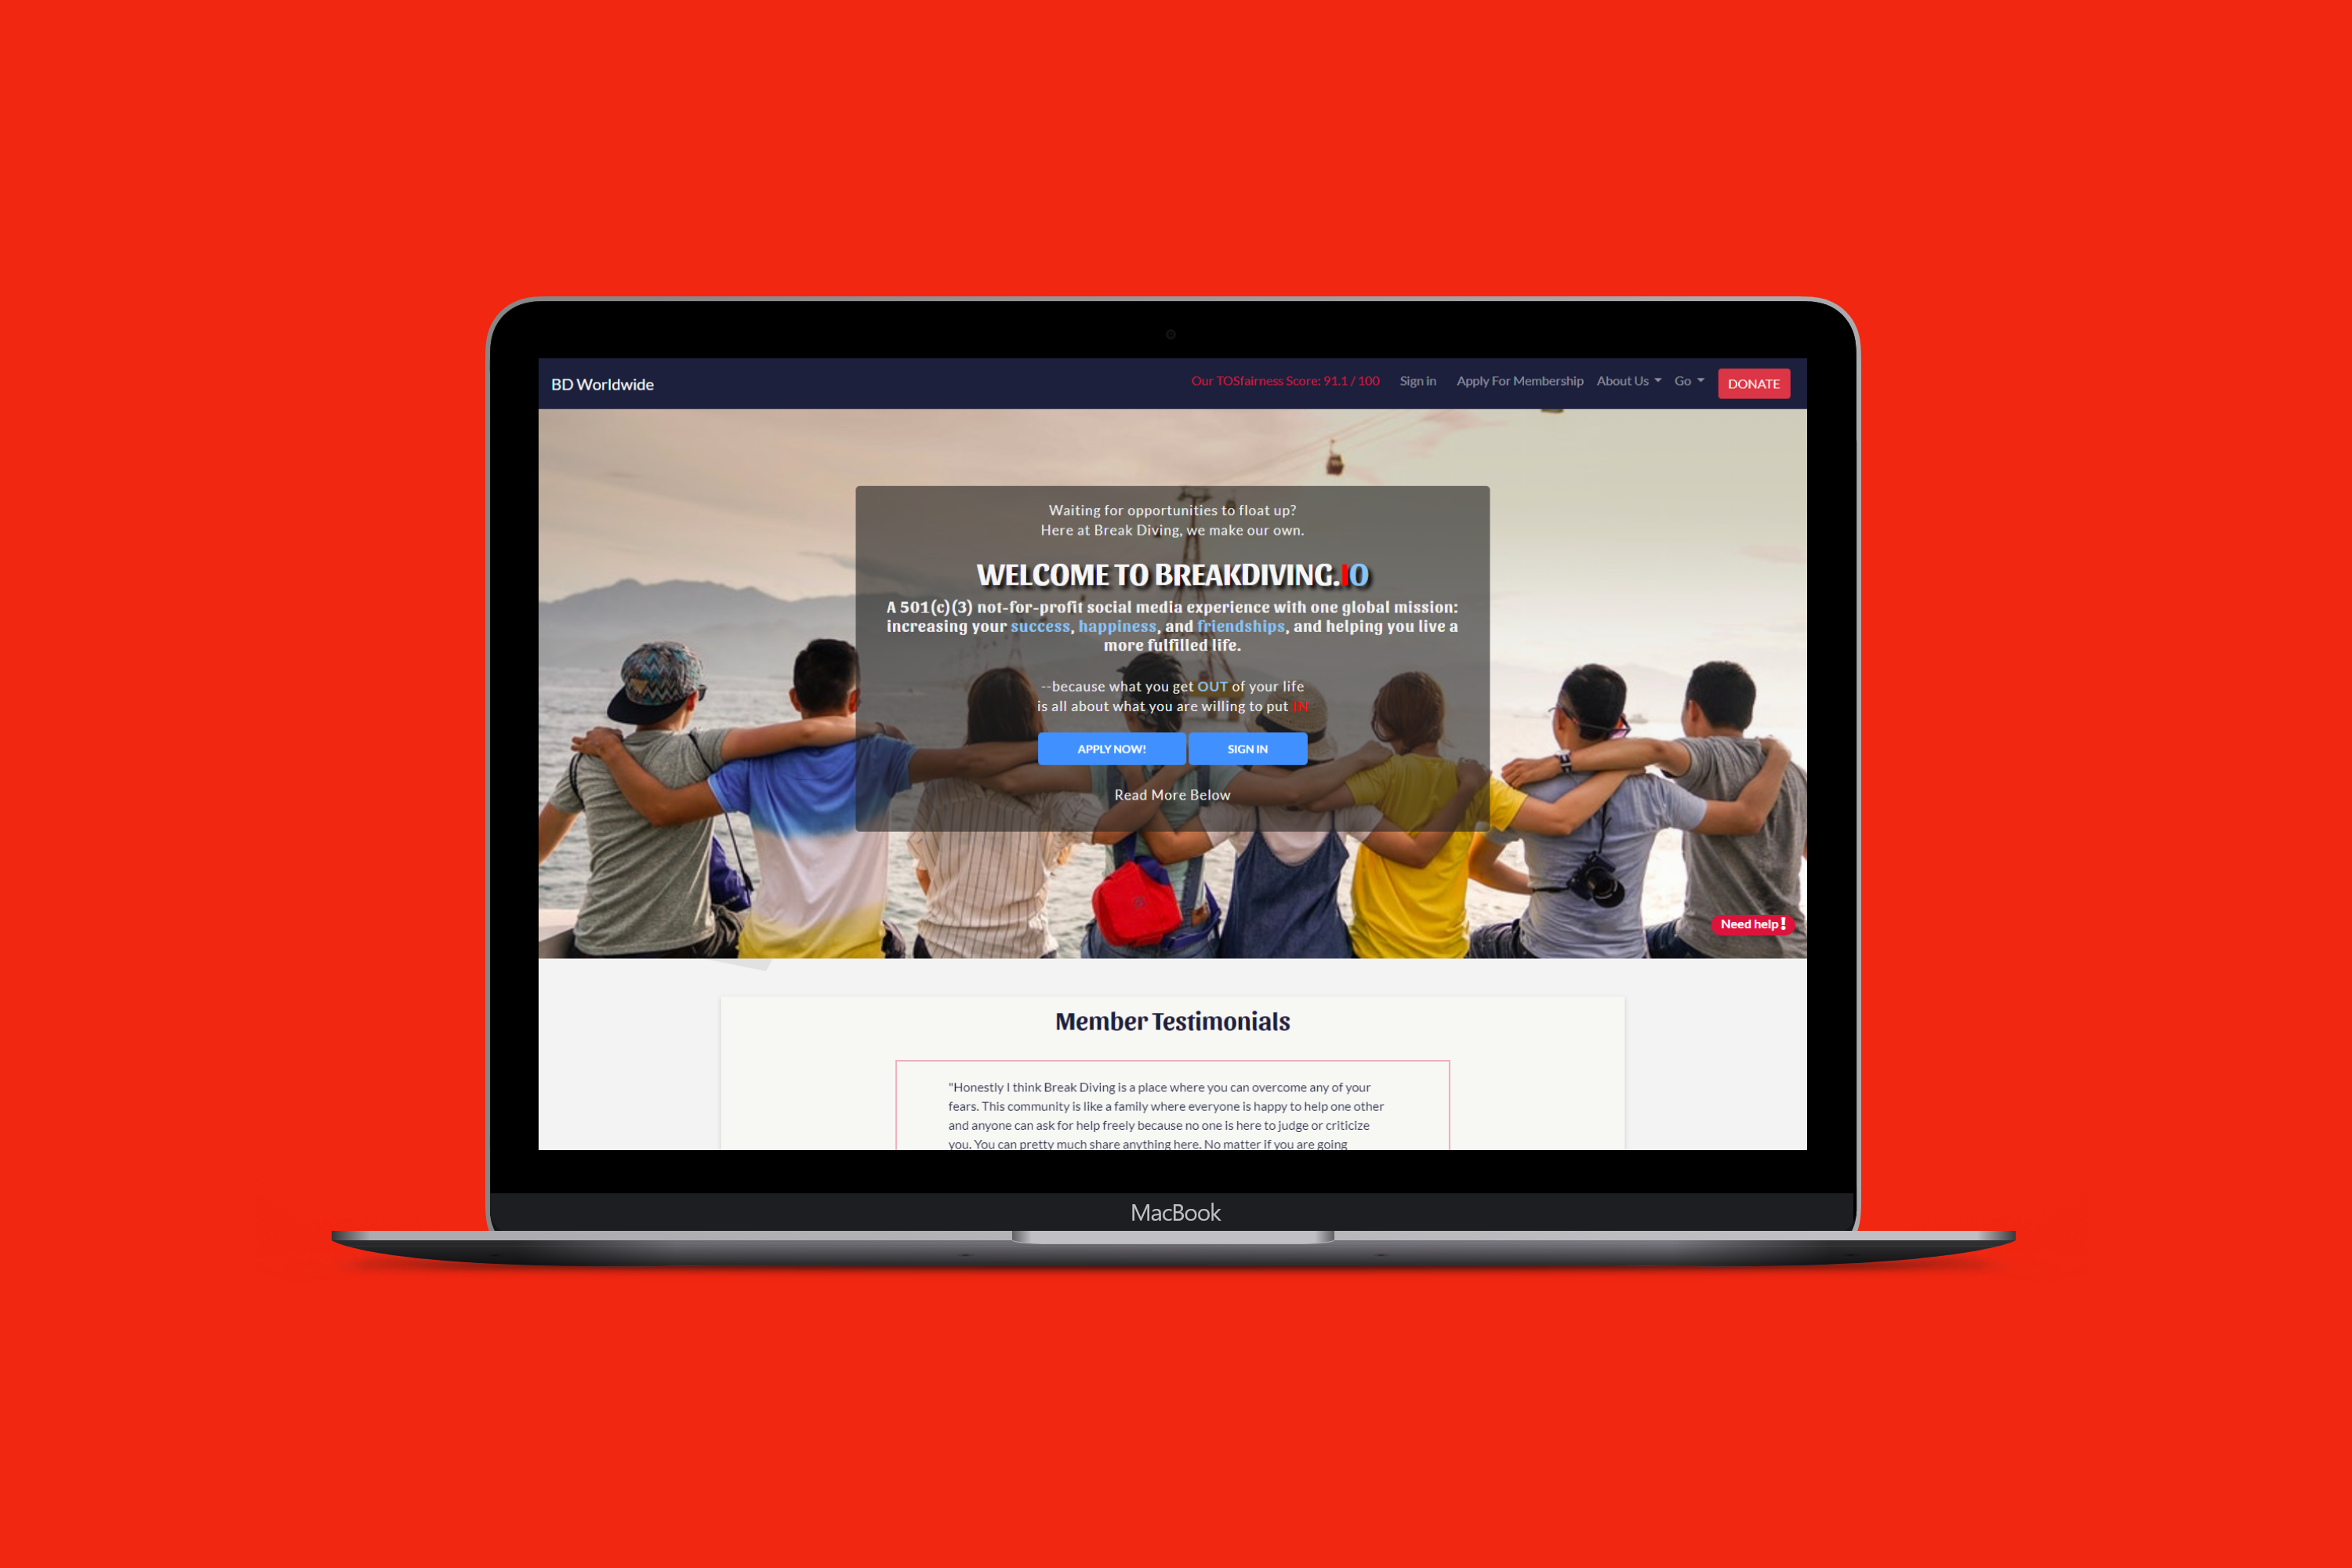 BD Worldwide
Our TOSfairness Score: 91.1 / 100
Sign in
Apply For Membership
About Us
Go
DONATE
Waiting for opportunities to float up?
Here at Break Diving, we make our own.
WELCOME TO BREAKDIVING.IO
A 501(c)(3) not-for-profit social media experience with one global mission:
increasing your success, happiness, and friendships, and helping you live a
more fulfilled life.
--because what you get OUT of your life
is all about what you are willing to put IN
APPLY NOW!
SIGN IN
Read More Below
Need help!
Member Testimonials
"Honestly I think Break Diving is a place where you can overcome any of your
fears. This community is like a family where everyone is happy to help one other
and anyone can ask for help freely because no one is here to judge or criticize
you. You can pretty much share anything here. No matter if you are going
MacBook